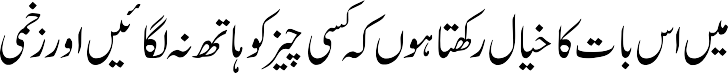 میں اس بات کا خیال رکھتا ہوں کہ کسی چیز کو ہاتھ نہ لگائیں اور زخمی